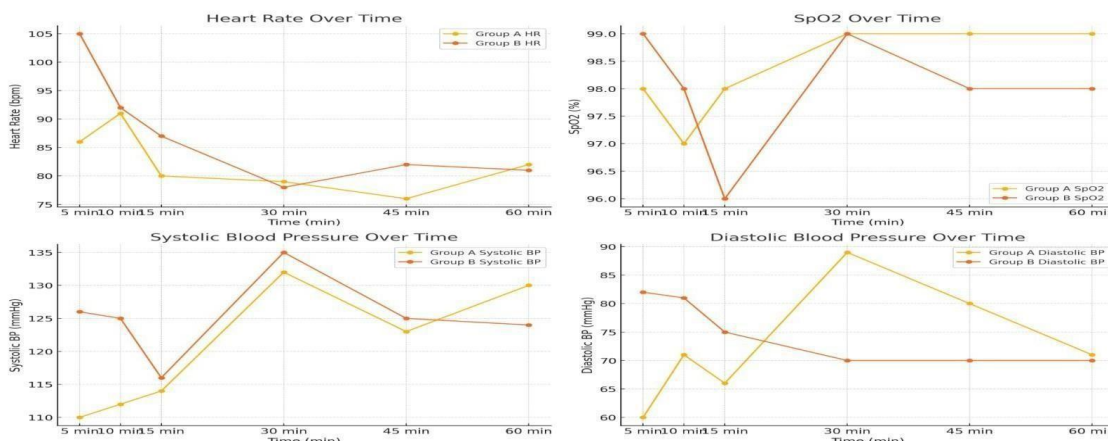 Heart Rate Over Time
105
100
95
90
85
80
75
Heart Rate (bpm)
Group A HR
Group B HR
5 min 10 min 15 min 30 min 45 min 60 min
Time (min)
SpO2 Over Time
99.0
98.5
98.0
97.5
97.0
96.5
96.0
SpO2 (%)
Group A SpO2
Group B SpO2
5 min 10 min 15 min 30 min 45 min 60 min
Time (min)
Systolic Blood Pressure Over Time
135
130
125
120
115
110
Systolic BP (mmHg)
Group A Systolic BP
Group B Systolic BP
5 min 10 min 15 min 30 min 45 min 60 min
Time (min)
Diastolic Blood Pressure Over Time
90
85
80
75
70
65
60
Diastolic BP (mmHg)
Group A Diastolic BP
Group B Diastolic BP
5 min 10 min 15 min 30 min 45 min 60 mi
Time (min)